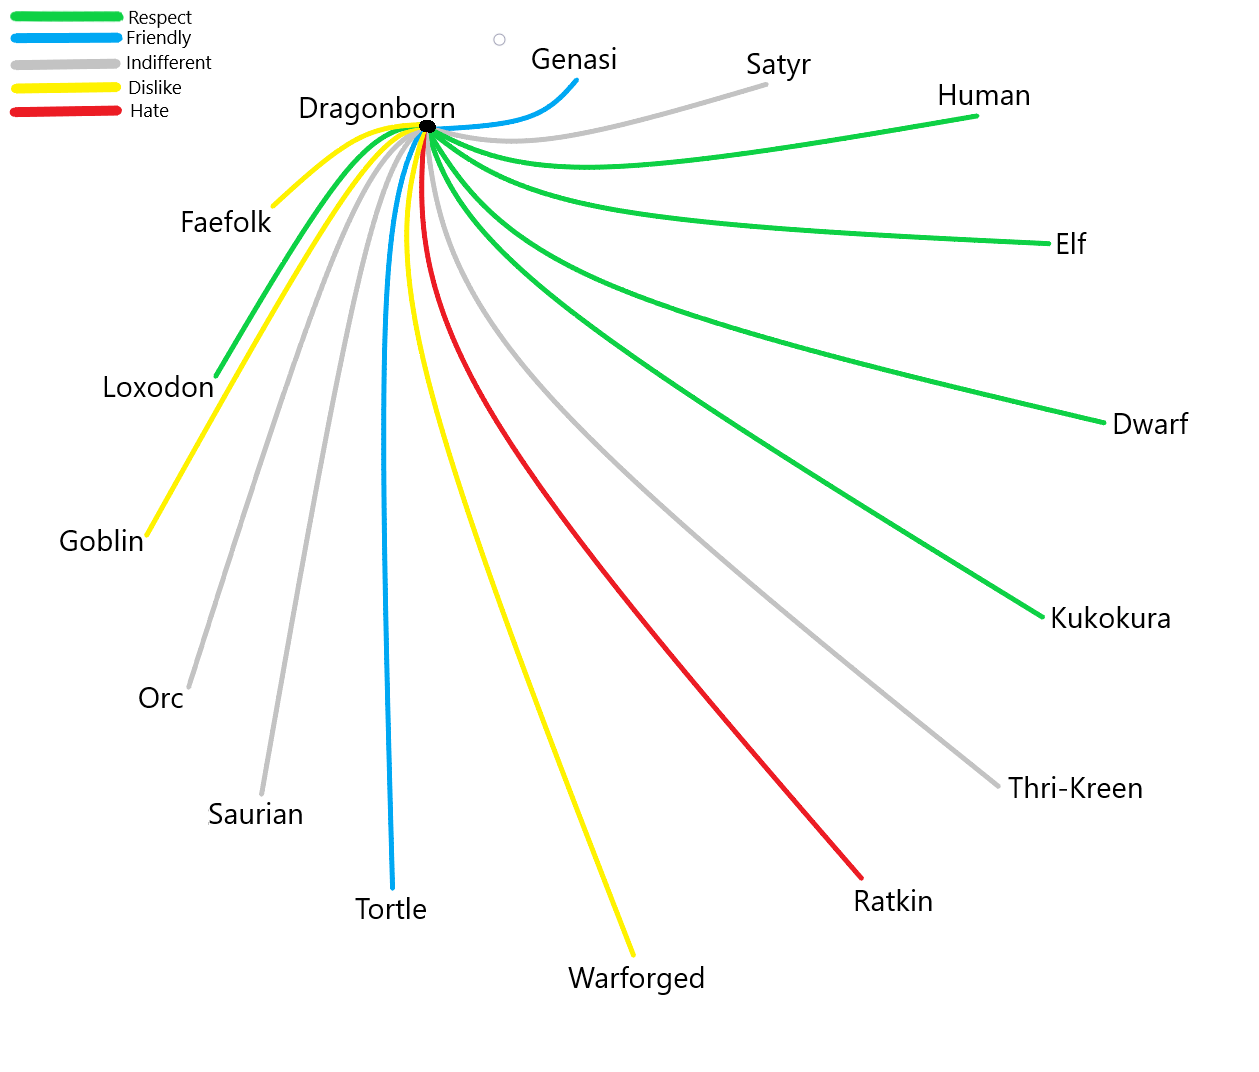 Respect
Friendly
Indifferent
Dislike
Hate
Genasi
Satyr
Human
Dragonborn
Faefolk
Elf
Loxodon
Dwarf
Goblin
Kukokura
Orc
Thri-Kreen
Saurian
Ratkin
Tortle
Warforged